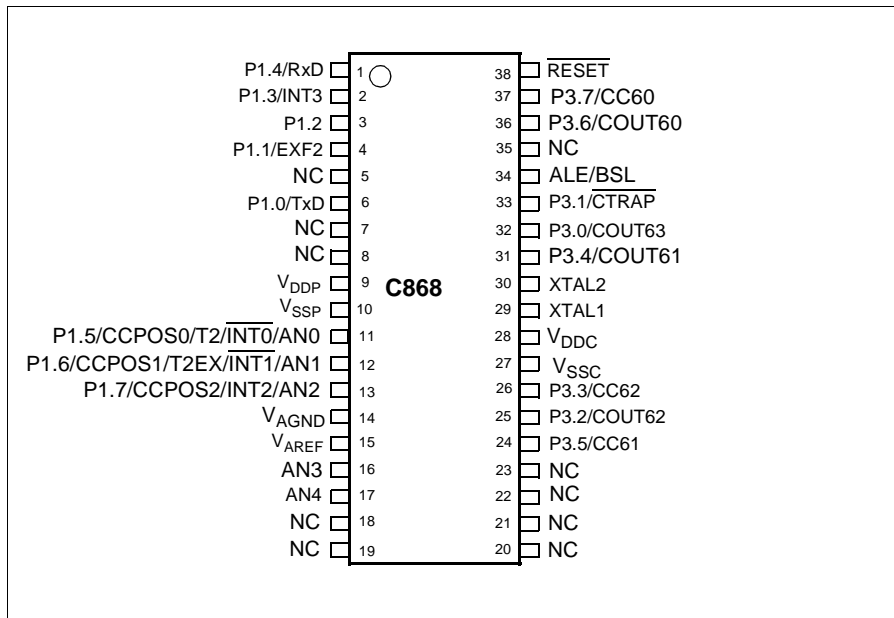 P1.4/RxD 1 38 RESET
P1.3/INT3 2 37 P3.7/CC60
P1.2 3 36 P3.6/COUT60
P1.1/EXF2 4 35 NC
NC 5 34 ALE/BSL
P1.0/TxD 6 33 P3.1/CTRAP
NC 7 32 P3.0/COUT63
NC 8 31 P3.4/COUT61
VDDP 9 C868 30 XTAL2
VSSP 10 29 XTAL1
P1.5/CCPOS0/T2/INT0/AN0 11 28 VDDC
P1.6/CCPOS1/T2EX/INT1/AN1 12 27 VSSC
P1.7/CCPOS2/INT2/AN2 13 26 P3.3/CC62
VAGND 14 25 P3.2/COUT62
VAREF 15 24 P3.5/CC61
AN3 16 23 NC
AN4 17 22 NC
NC 18 21 NC
NC 19 20 NC